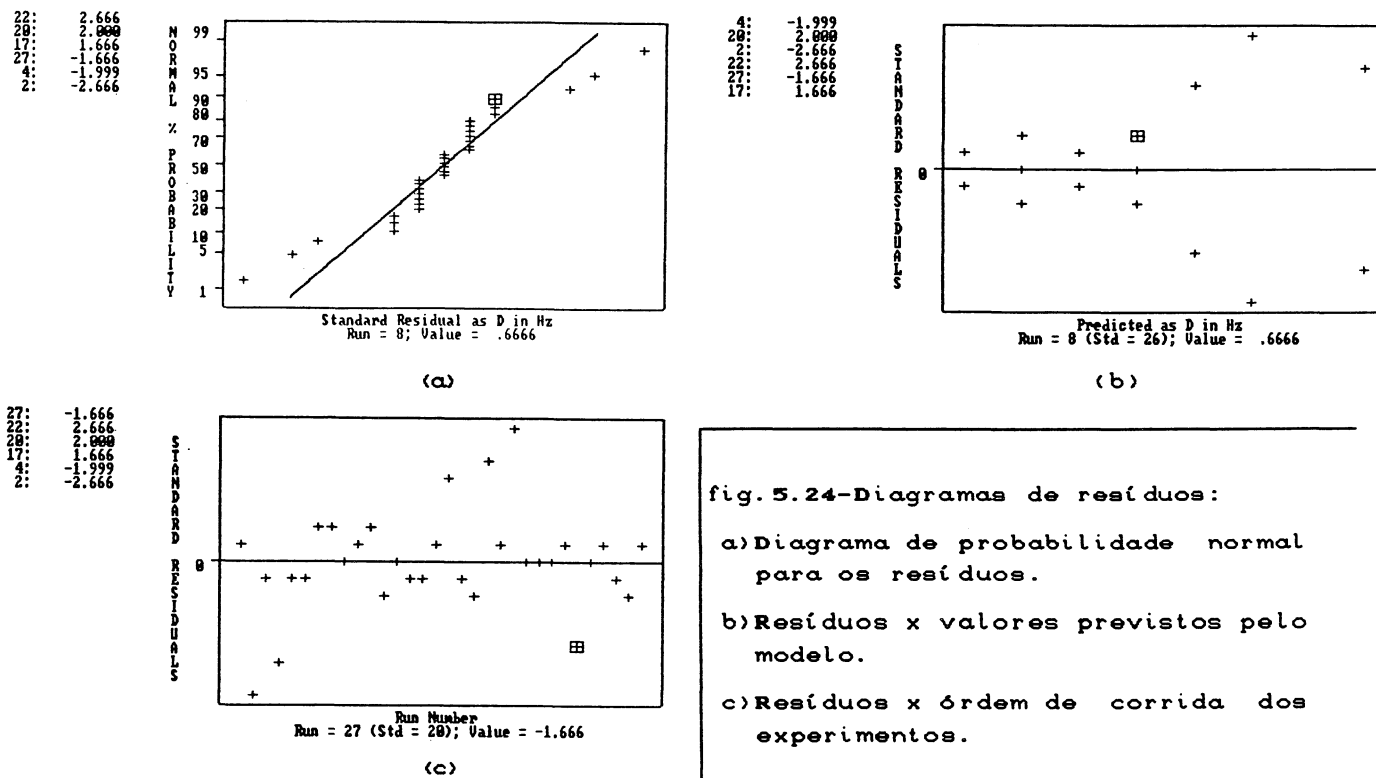 22: 2.666
20: 2.000
17: 1.666
27: -1.666
4: -1.999
2: -2.666
NORMAL % PROBABILITY
99
95
90
80
70
50
30
20
10
5
1
Standard Residual as D in Hz
Run = 8; Value = .6666
(a)
4: -1.999
20: 2.000
2: -2.666
22: 2.666
27: -1.666
17: 1.666
STANDARD RESIDUALS
0
Predicted as D in Hz
Run = 8 (Std = 26); Value = .6666
(b)
27: -1.666
22: 2.666
20: 2.000
17: 1.666
4: -1.999
2: -2.666
STANDARD RESIDUALS
0
Run Number
Run = 27 (Std = 20); Value = -1.666
(c)
fig.5.24-Diagramas de resíduos:
a)Diagrama de probabilidade normal
para os resíduos.
b)Resíduos x valores previstos pelo
modelo.
c)Resíduos x órdem de corrida dos
experimentos.